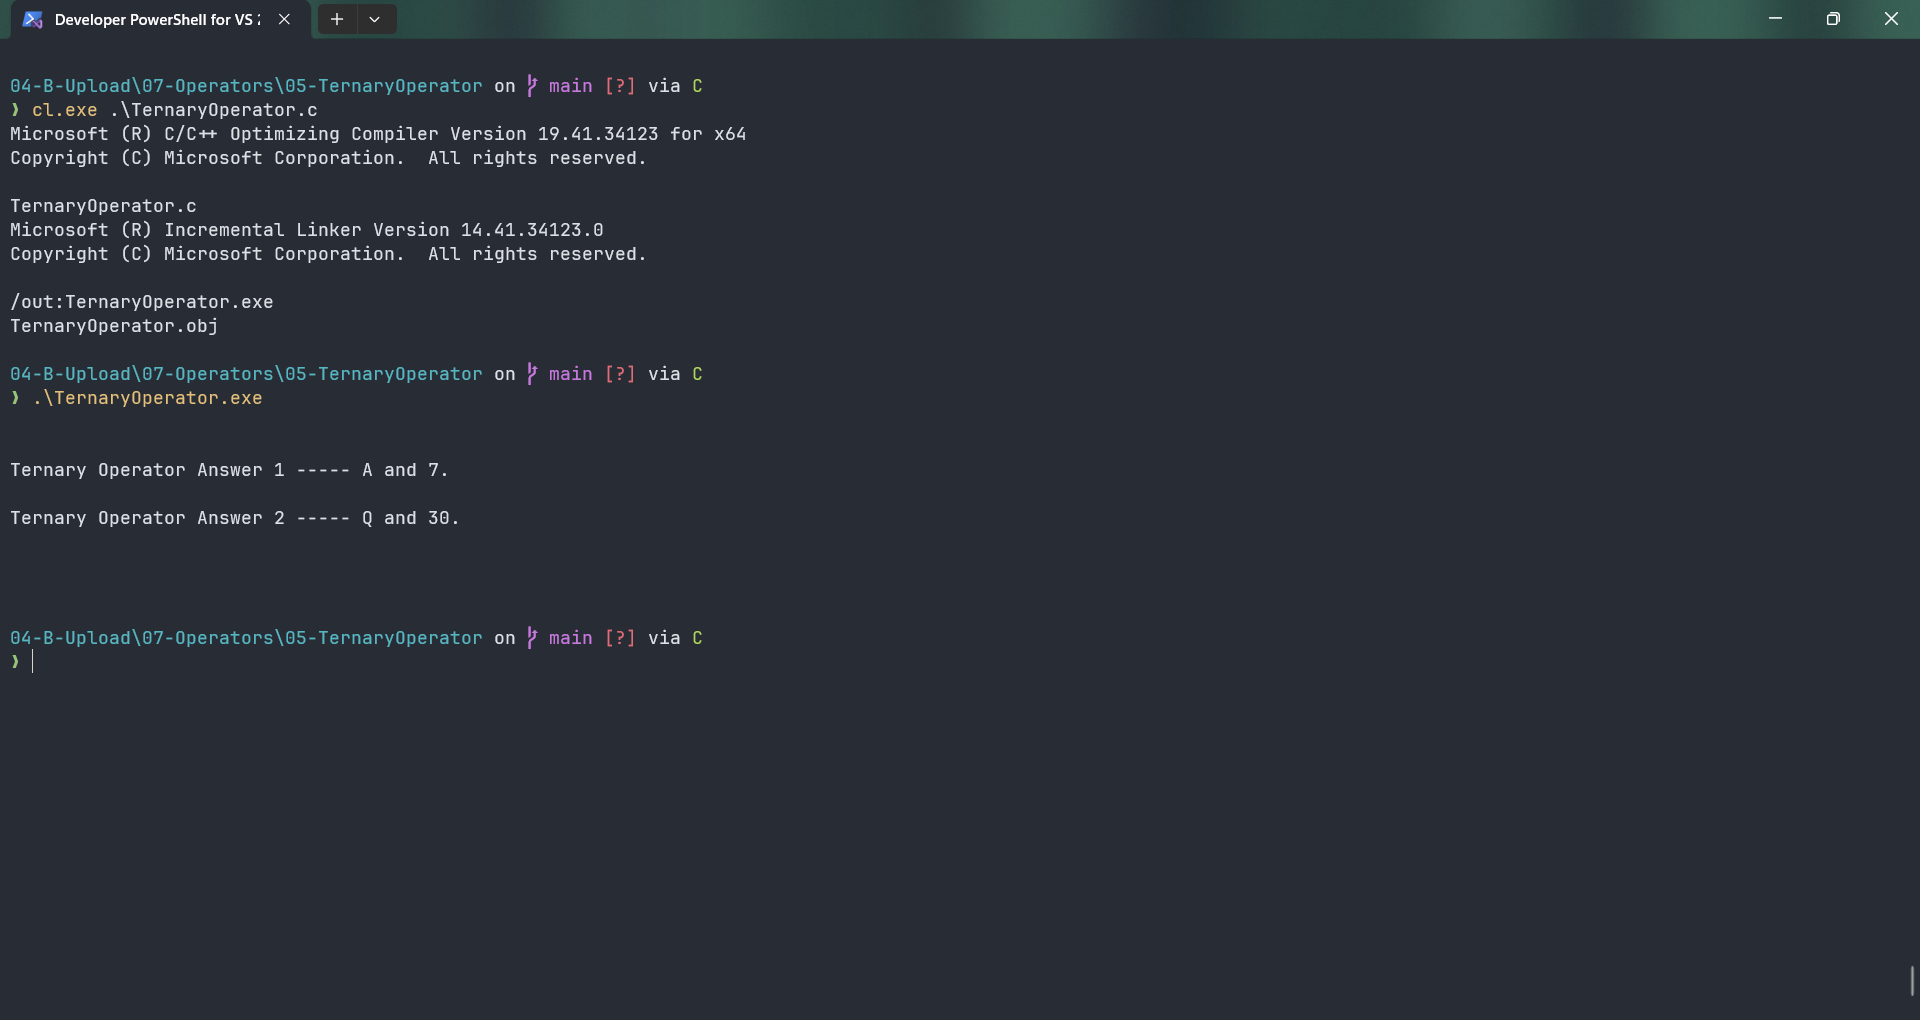 Developer PowerShell for VS 2
04-B-Upload\07-Operators\05-TernaryOperator on main [?] via C
❯ cl.exe .\TernaryOperator.c
Microsoft (R) C/C++ Optimizing Compiler Version 19.41.34123 for x64
Copyright (C) Microsoft Corporation.  All rights reserved.
TernaryOperator.c
Microsoft (R) Incremental Linker Version 14.41.34123.0
Copyright (C) Microsoft Corporation.  All rights reserved.
/out:TernaryOperator.exe
TernaryOperator.obj
04-B-Upload\07-Operators\05-TernaryOperator on main [?] via C
❯ .\TernaryOperator.exe
Ternary Operator Answer 1 ----- A and 7.
Ternary Operator Answer 2 ----- Q and 30.
04-B-Upload\07-Operators\05-TernaryOperator on main [?] via C
❯